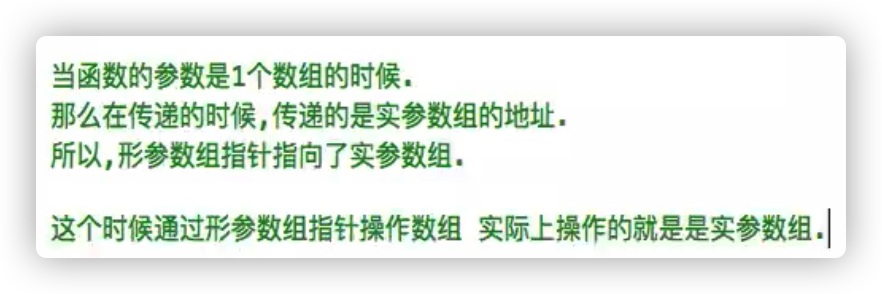 当函数的参数是1个数组的时候.
那么在传递的时候,传递的是实参数组的地址.
所以,形参数组指针指向了实参数组.
这个时候通过形参数组指针操作数组 实际上操作的就是是实参数组.